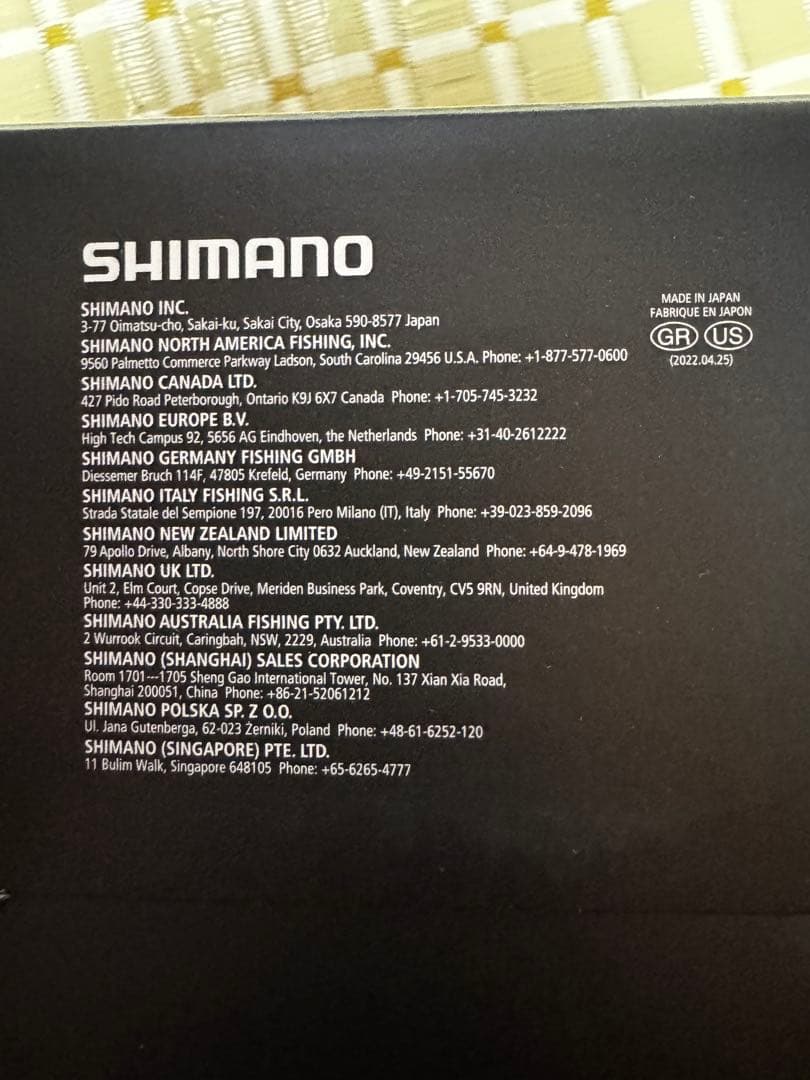 SHIMANO
SHIMANO INC.
3-77 Oimatsu-cho, Sakai-ku, Sakai City, Osaka 590-8577 Japan
SHIMANO NORTH AMERICA FISHING, INC.
9560 Palmetto Commerce Parkway Ladson, South Carolina 29456 U.S.A. Phone: +1-877-577-0600
SHIMANO CANADA LTD.
427 Pido Road Peterborough, Ontario K9J 6X7 Canada Phone: +1-705-745-3232
SHIMANO EUROPE B.V.
High Tech Campus 92, 5656 AG Eindhoven, the Netherlands Phone: +31-40-2612222
SHIMANO GERMANY FISHING GMBH
Diessemer Bruch 114F, 47805 Krefeld, Germany Phone: +49-2151-55670
SHIMANO ITALY FISHING S.R.L.
Strada Statale del Sempione 197, 20016 Pero Milano (IT), Italy Phone: +39-023-859-2096
SHIMANO NEW ZEALAND LIMITED
79 Apollo Drive, Albany, North Shore City 0632 Auckland, New Zealand Phone: +64-9-478-1969
SHIMANO UK LTD.
Unit 2, Elm Court, Copse Drive, Meriden Business Park, Coventry, CV5 9RN, United Kingdom
Phone: +44-330-333-4888
SHIMANO AUSTRALIA FISHING PTY. LTD.
2 Wurrook Circuit, Caringbah, NSW, 2229, Australia Phone: +61-2-9533-0000
SHIMANO (SHANGHAI) SALES CORPORATION
Room 1701---1705 Sheng Gao International Tower, No. 137 Xian Xia Road,
Shanghai 200051, China Phone: +86-21-52061212
SHIMANO POLSKA SP. Z O.O.
Ul. Jana Gutenberga, 62-023 Żerniki, Poland Phone: +48-61-6252-120
SHIMANO (SINGAPORE) PTE. LTD.
11 Bulim Walk, Singapore 648105 Phone: +65-6265-4777
MADE IN JAPAN
FABRIQUE EN JAPON
GR US
(2022.04.25)